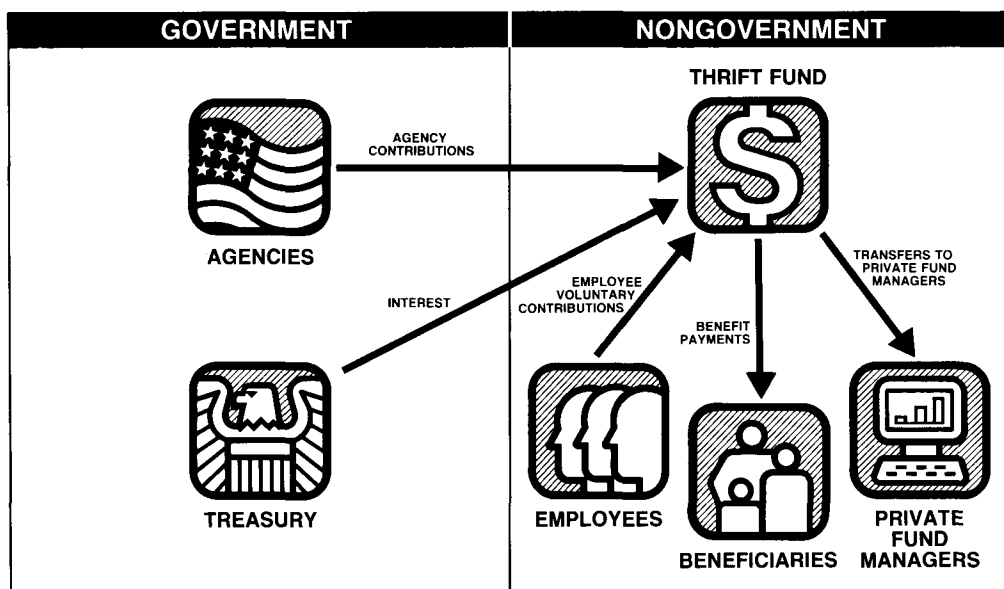 GOVERNMENT
NONGOVERNMENT
THRIFT FUND
AGENCY
CONTRIBUTIONS
AGENCIES
INTEREST
EMPLOYEE
VOLUNTARY
CONTRIBUTIONS
BENEFIT
PAYMENTS
TRANSFERS TO
PRIVATE FUND
MANAGERS
TREASURY
EMPLOYEES
BENEFICIARIES
PRIVATE
FUND
MANAGERS